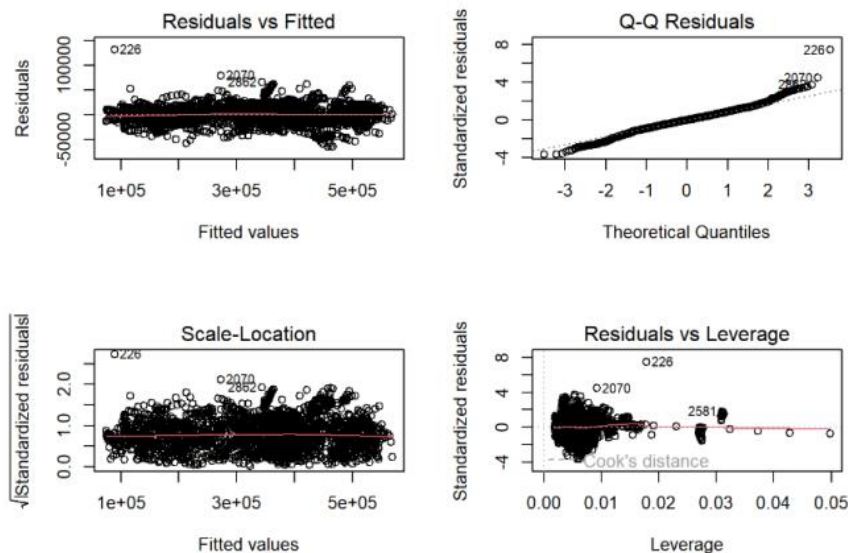 Residuals vs Fitted
Residuals
100000
-50000
226
2070
2862
1e+05 3e+05 5e+05
Fitted values
Q-Q Residuals
Standardized residuals
8
4
0
-4
226
2070
-3 -2 -1 0 1 2 3
Theoretical Quantiles
Scale-Location
√|Standardized residuals|
2.0
1.0
0.0
226
2070
2862
1e+05 3e+05 5e+05
Fitted values
Residuals vs Leverage
Standardized residuals
8
4
0
-4
226
2070
2581
Cook's distance
0.00 0.01 0.02 0.03 0.04 0.05
Leverage